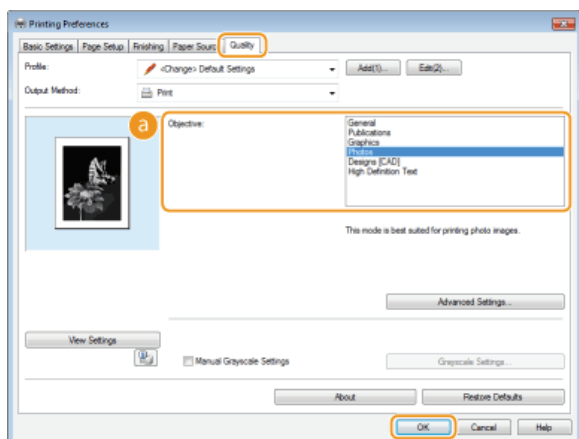 Printing Preferences
Basic Settings Page Setup Finishing Paper Source Quality
Profile: <Change> Default Settings Add(1)... Edit(2)...
Output Method: Print
a Objective: General
Publications
Graphics
Photos
Designs [CAD]
High Definition Text
This mode is best suited for printing photo images.
Advanced Settings...
View Settings
Manual Grayscale Settings Grayscale Settings...
About Restore Defaults
OK Cancel Help